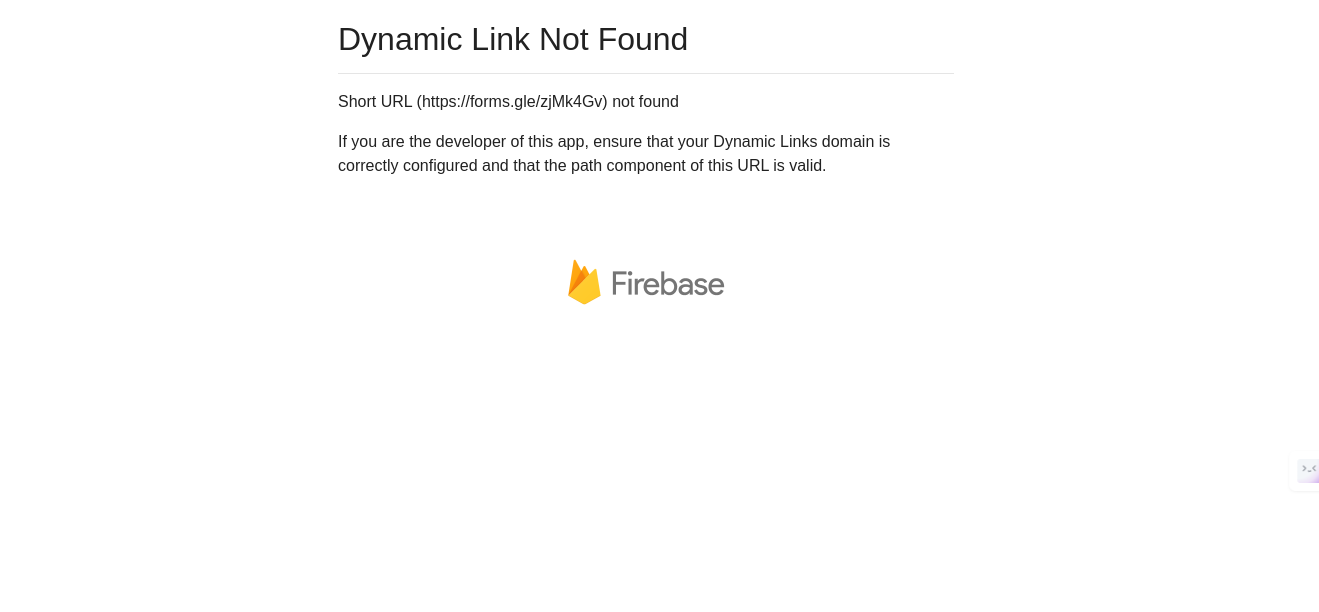 Dynamic Link Not Found
Short URL (https://forms.gle/zjMk4Gv) not found
If you are the developer of this app, ensure that your Dynamic Links domain is
correctly configured and that the path component of this URL is valid.
Firebase